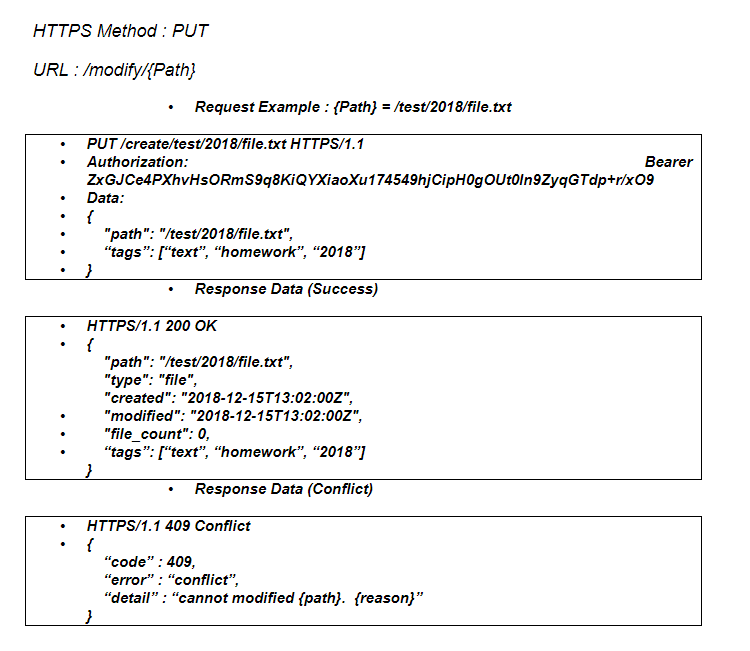 HTTPS Method : PUT
URL : /modify/{Path}
• Request Example : {Path} = /test/2018/file.txt
• PUT /create/test/2018/file.txt HTTPS/1.1
• Authorization: Bearer
ZxGJCe4PXhvHsORmS9q8KiQYXiaoXu174549hjCipH0gOUt0In9ZyqGTdp+r/xO9
• Data:
• {
• "path": "/test/2018/file.txt",
• “tags”: [“text”, “homework”, “2018”]
• }
• Response Data (Success)
• HTTPS/1.1 200 OK
• {
"path": "/test/2018/file.txt",
"type": "file",
"created": "2018-12-15T13:02:00Z",
• "modified": "2018-12-15T13:02:00Z",
• "file_count": 0,
• “tags”: [“text”, “homework”, “2018”]
}
• Response Data (Conflict)
• HTTPS/1.1 409 Conflict
• {
“code” : 409,
“error” : “conflict”,
“detail” : “cannot modified {path}.  {reason}”
}